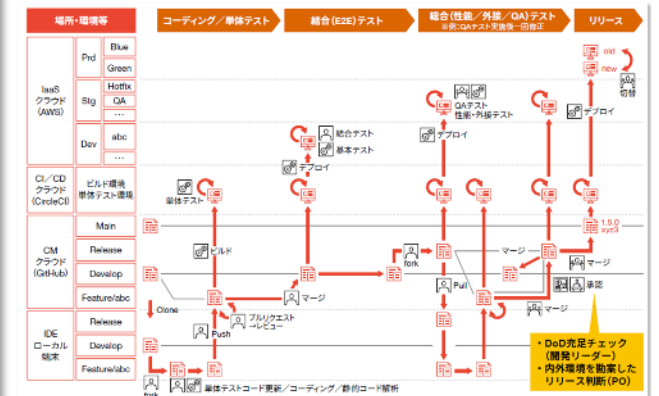 場所・環境等
コーディング／単体テスト
結合（E2E）テスト
総合（性能／外接／QA）テスト
※例：QAテスト実施後一回修正
リリース
IaaS
クラウド
（AWS）
Prd
Blue
Green
Stg
Hotfix
QA
…
Dev
abc
…
CI／CD
クラウド
（CircleCI）
ビルド環境
単体テスト環境
CM
クラウド
（GitHub）
Main
Release
Develop
Feature/abc
IDE
ローカル
端末
Release
Develop
Feature/abc
old
new
切替
QAテスト
性能・外接テスト
デプロイ
デプロイ
結合テスト
基本テスト
デプロイ
単体テスト
1.5.0
xyz3
ビルド
fork
マージ
マージ
Clone
マージ
Pull
承認
マージ
プルリクエスト
→レビュー
Push
fork
単体テストコード更新／コーディング／静的コード解析
・DoD充足チェック
（開発リーダー）
・内外環境を勘案した
リリース判断（PO）